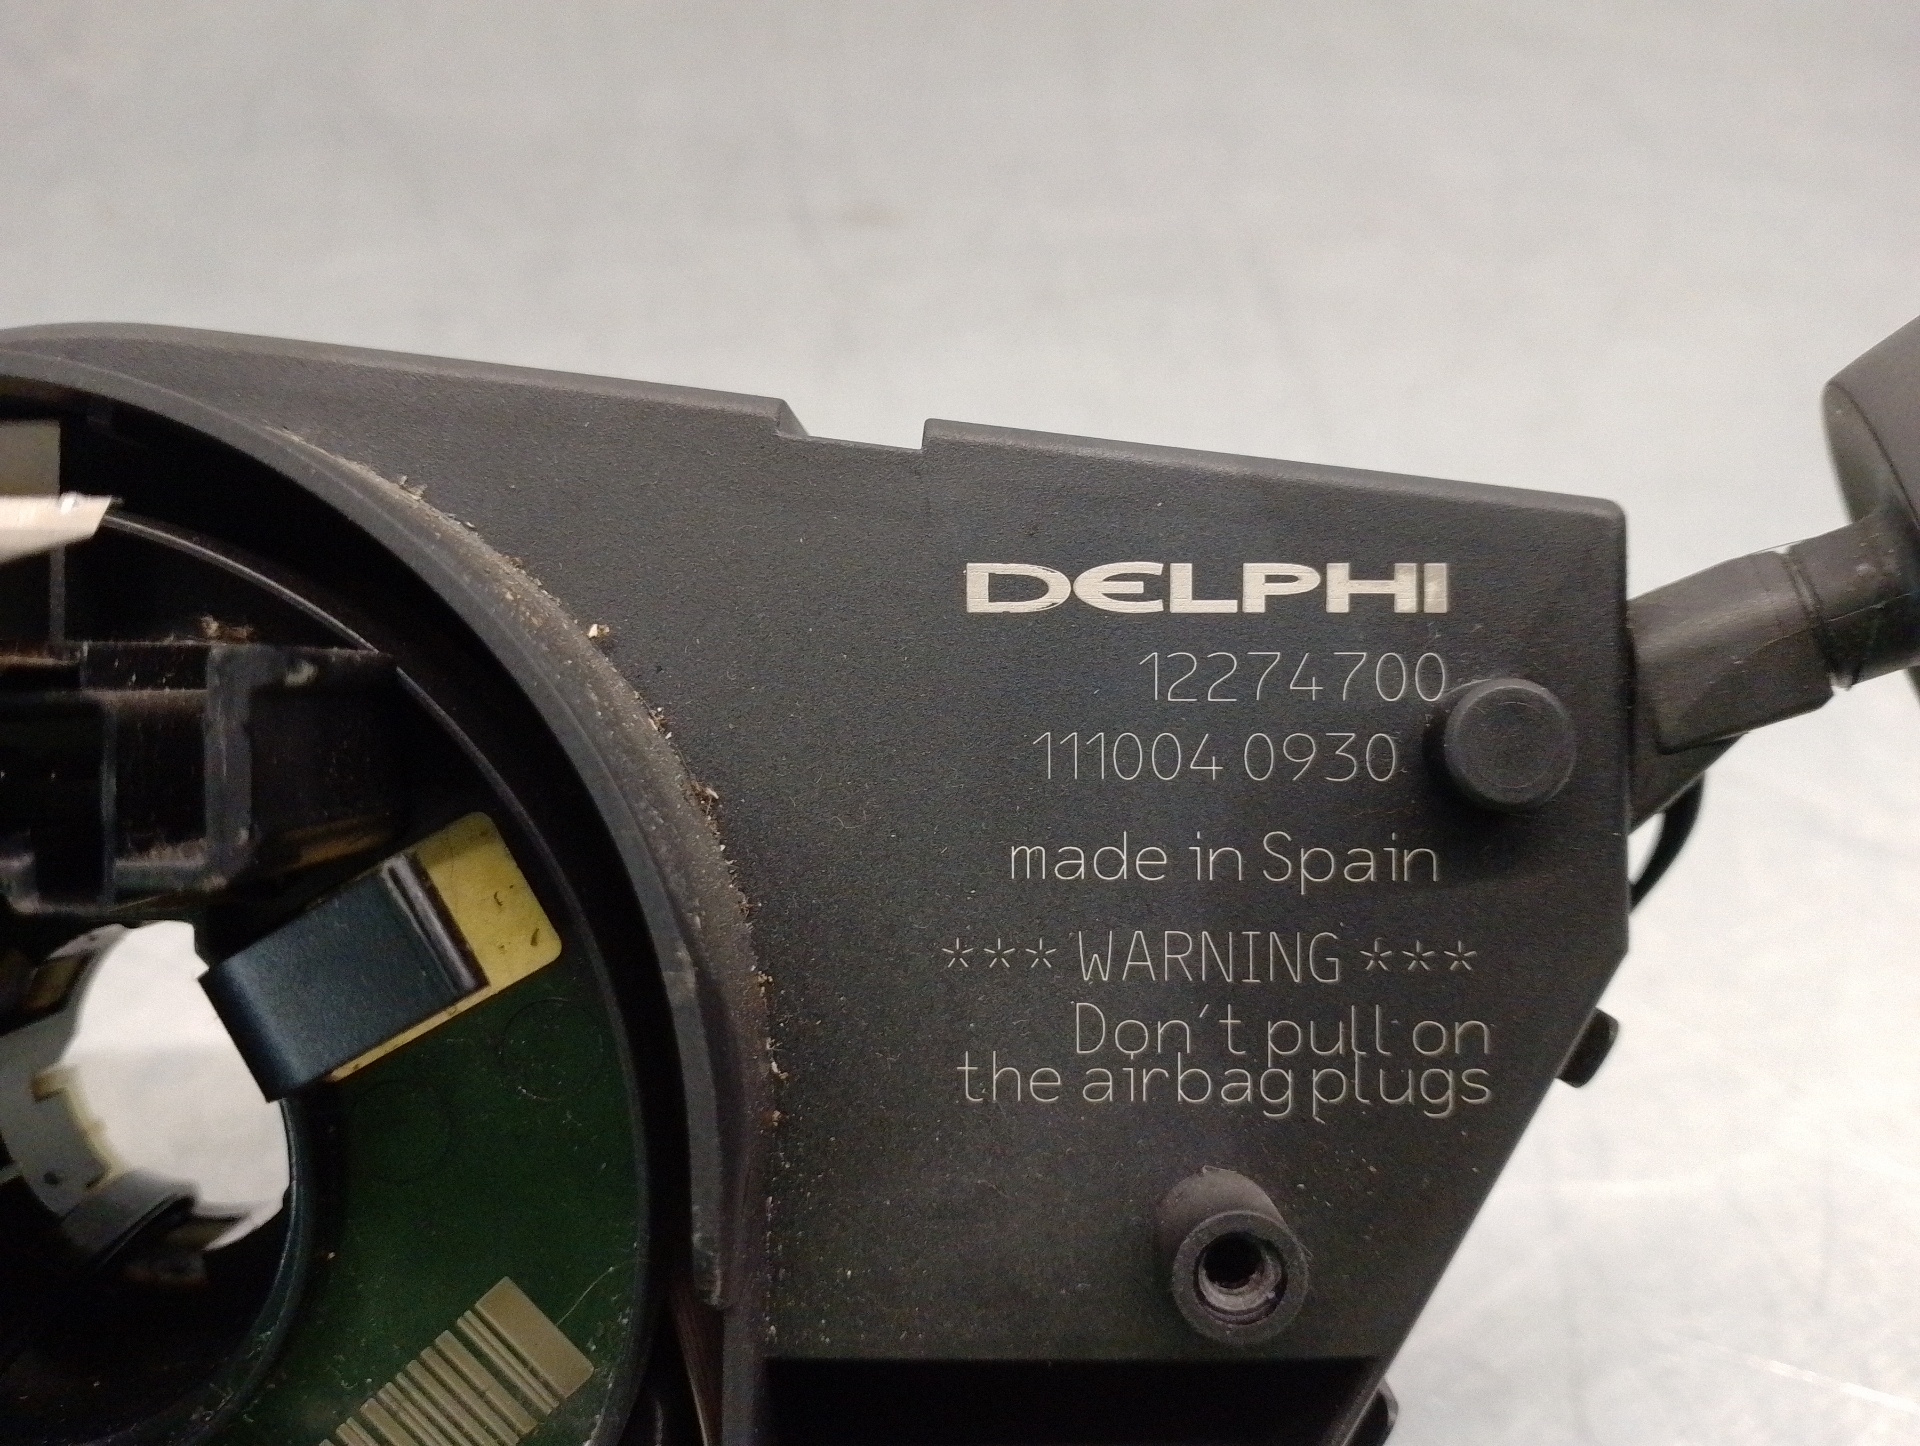 DELPHI
12274700
111004 0930
made in Spain
*** WARNING ***
Don't pull on
the airbag plugs